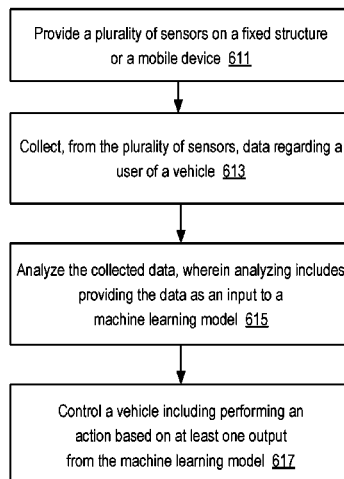 Provide a plurality of sensors on a fixed structure
or a mobile device 611
Collect, from the plurality of sensors, data regarding a
user of a vehicle 613
Analyze the collected data, wherein analyzing includes
providing the data as an input to a
machine learning model 615
Control a vehicle including performing an
action based on at least one output
from the machine learning model 617